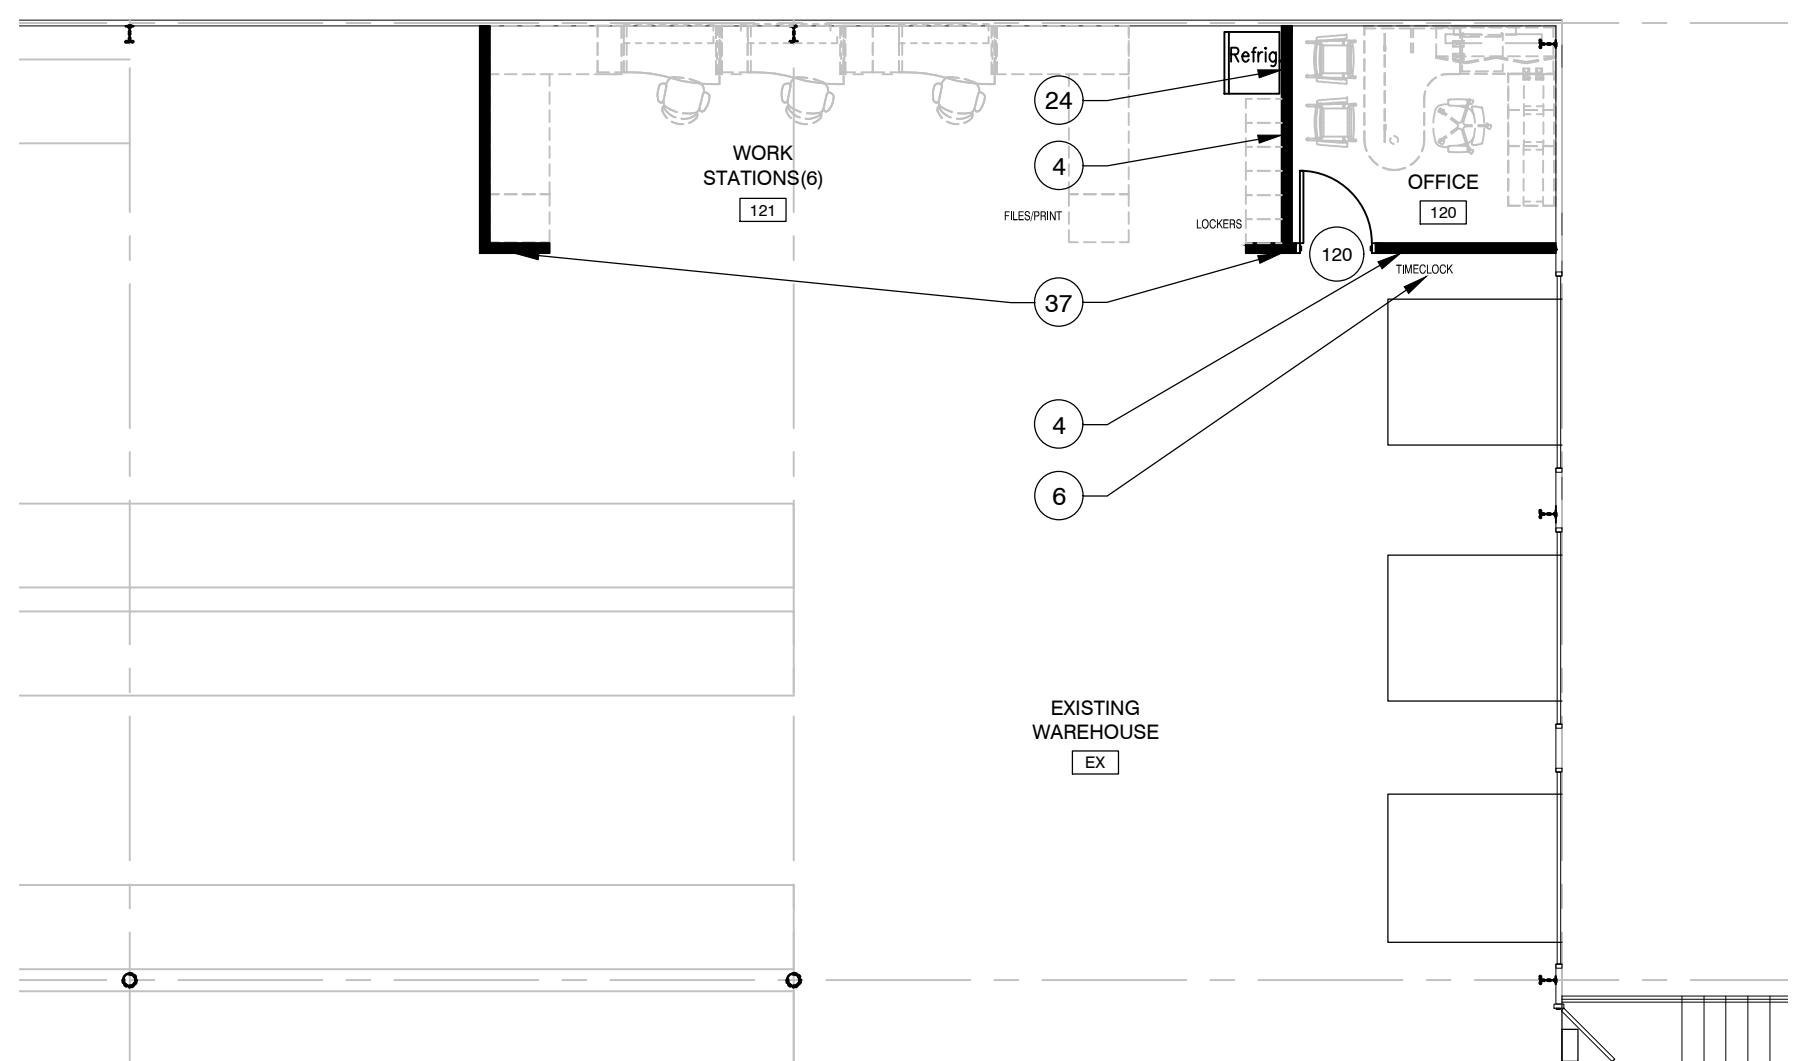 Refrig.
24
WORK
STATIONS(6)
121
4
OFFICE
120
FILES/PRINT
LOCKERS
120
TIMECLOCK
37
4
6
EXISTING
WAREHOUSE
EX